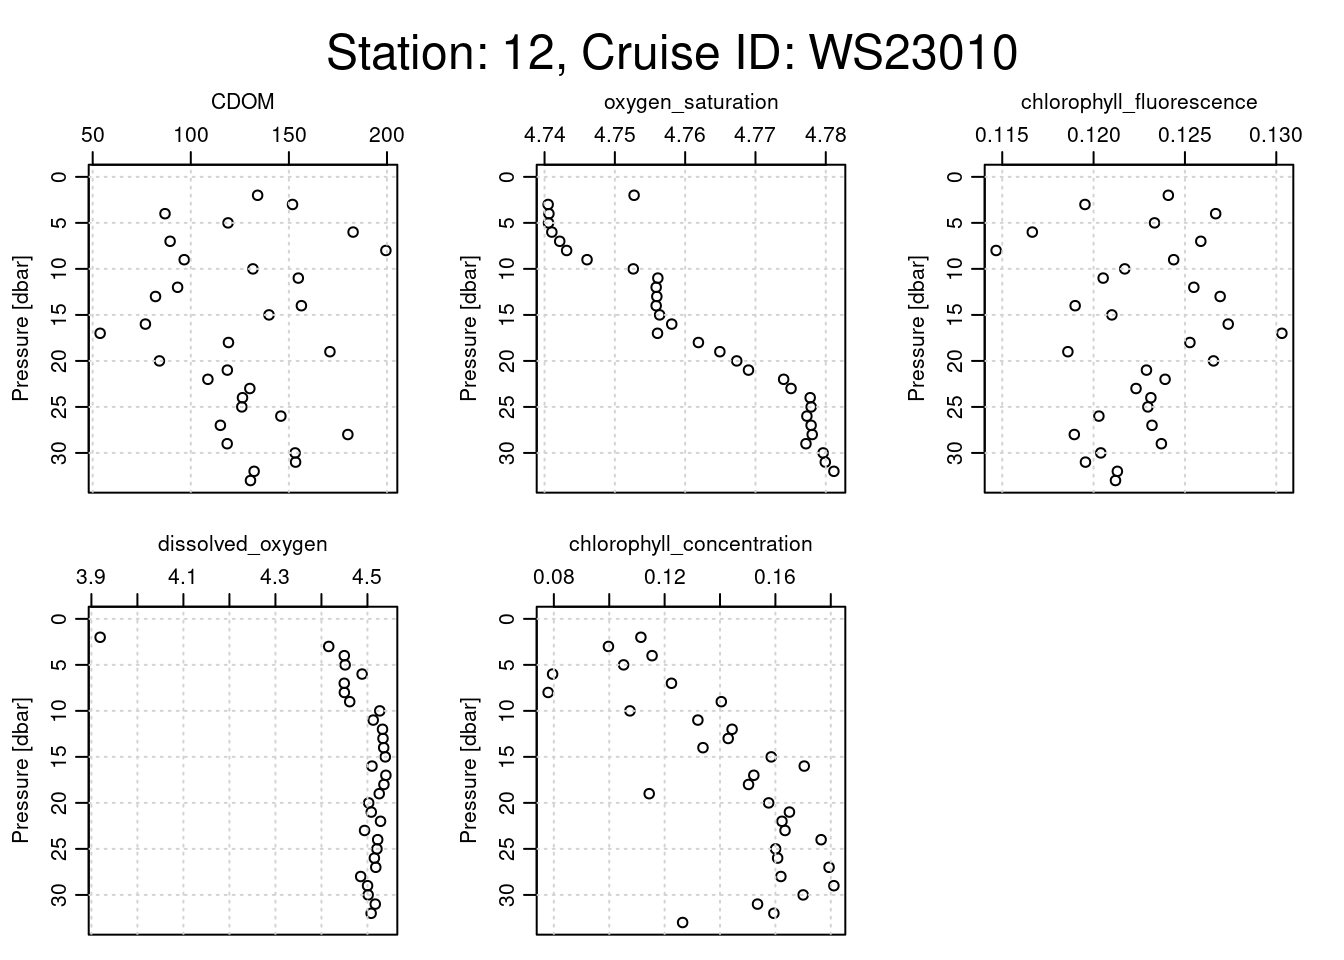 Station: 12, Cruise ID: WS23010
CDOM
50 100 150 200
0
5
10
15
20
25
30
Pressure [dbar]
oxygen_saturation
4.74 4.75 4.76 4.77 4.78
0
5
10
15
20
25
30
Pressure [dbar]
chlorophyll_fluorescence
0.115 0.120 0.125 0.130
0
5
10
15
20
25
30
Pressure [dbar]
dissolved_oxygen
3.9 4.1 4.3 4.5
0
5
10
15
20
25
30
Pressure [dbar]
chlorophyll_concentration
0.08 0.12 0.16
0
5
10
15
20
25
30
Pressure [dbar]